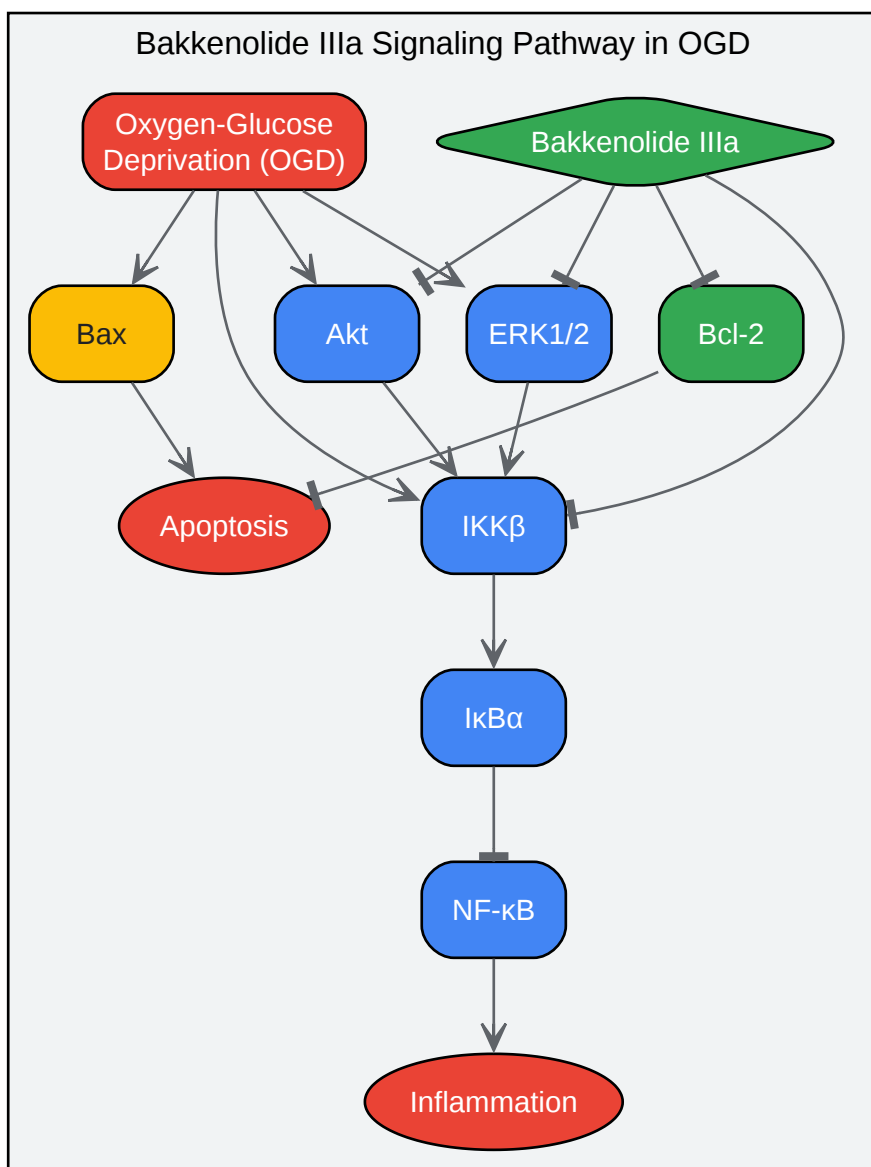 Bakkenolide IIIa Signaling Pathway in OGD
Oxygen-Glucose
Deprivation (OGD)
Bakkenolide IIIa
Bax
Akt
ERK1/2
Bcl-2
Apoptosis
IKKβ
IκBα
NF-κB
Inflammation